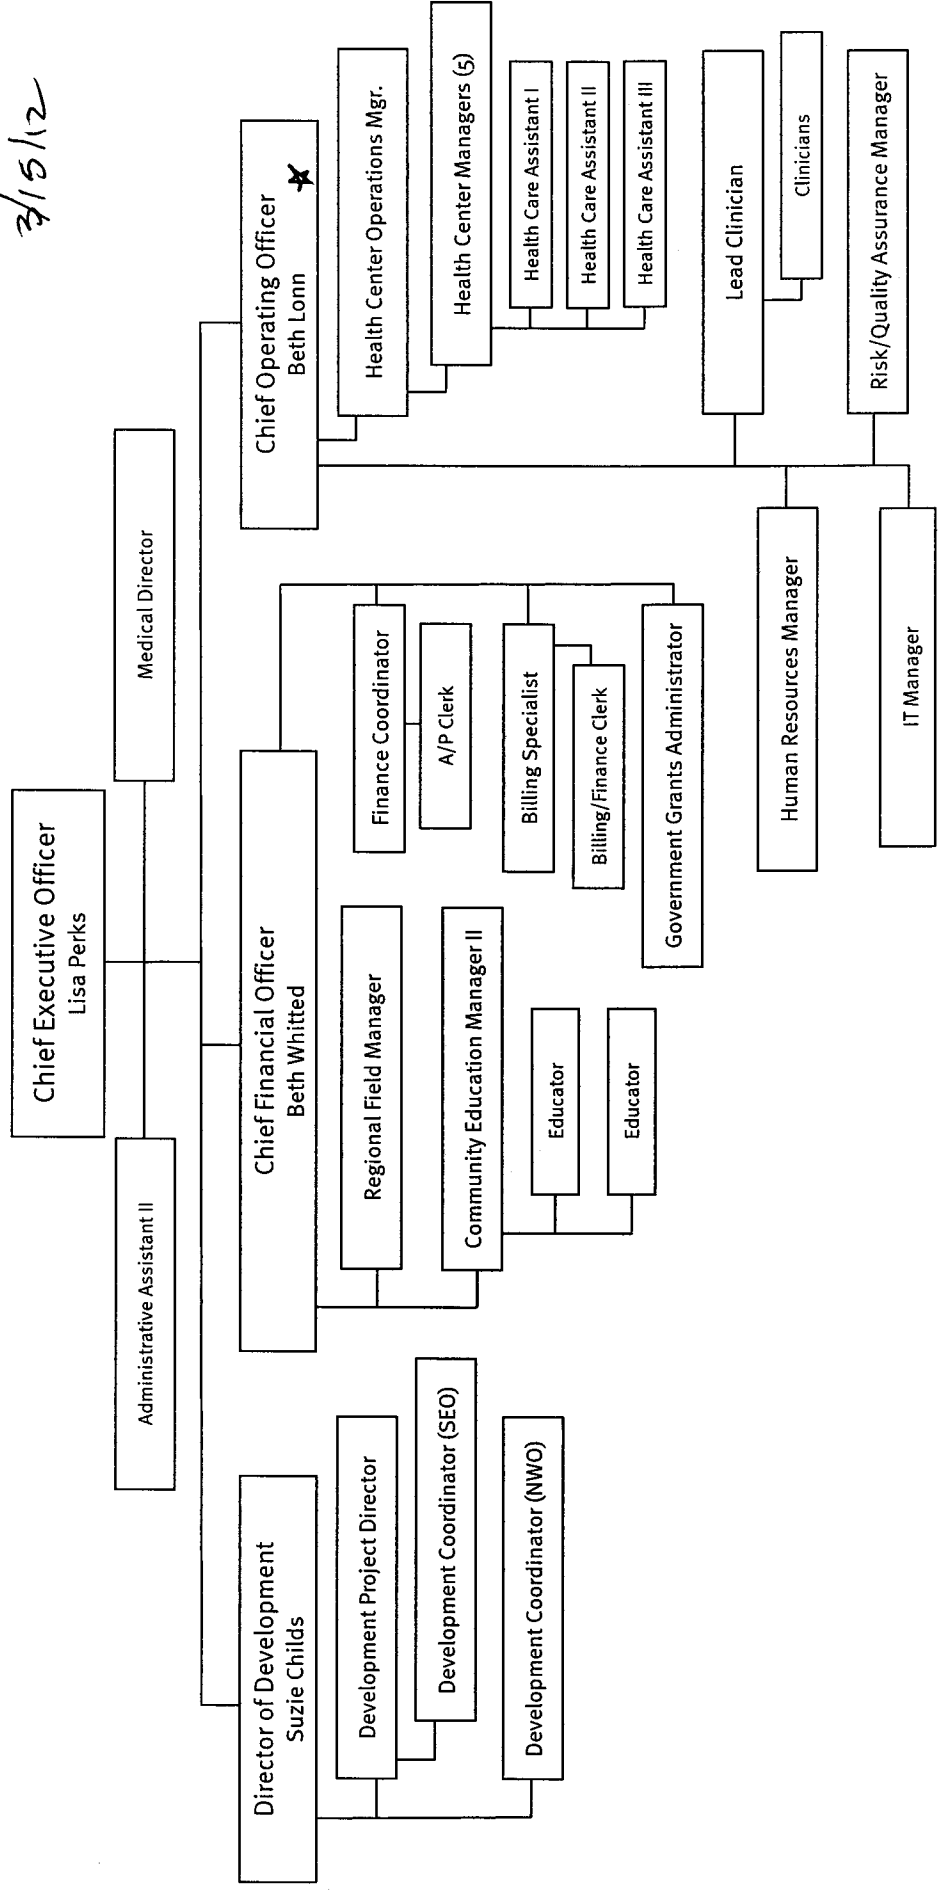 3/15/12
Chief Executive Officer
Lisa Perks
Administrative Assistant II
Medical Director
Director of Development
Suzie Childs
Development Project Director
Development Coordinator (SEO)
Development Coordinator (NWO)
Chief Financial Officer
Beth Whitted
Regional Field Manager
Community Education Manager II
Educator
Educator
Finance Coordinator
A/P Clerk
Billing Specialist
Billing/Finance Clerk
Government Grants Administrator
Chief Operating Officer
Beth Lonn
Health Center Operations Mgr.
Health Center Managers (5)
Health Care Assistant I
Health Care Assistant II
Health Care Assistant III
Lead Clinician
Clinicians
Human Resources Manager
Risk/Quality Assurance Manager
IT Manager